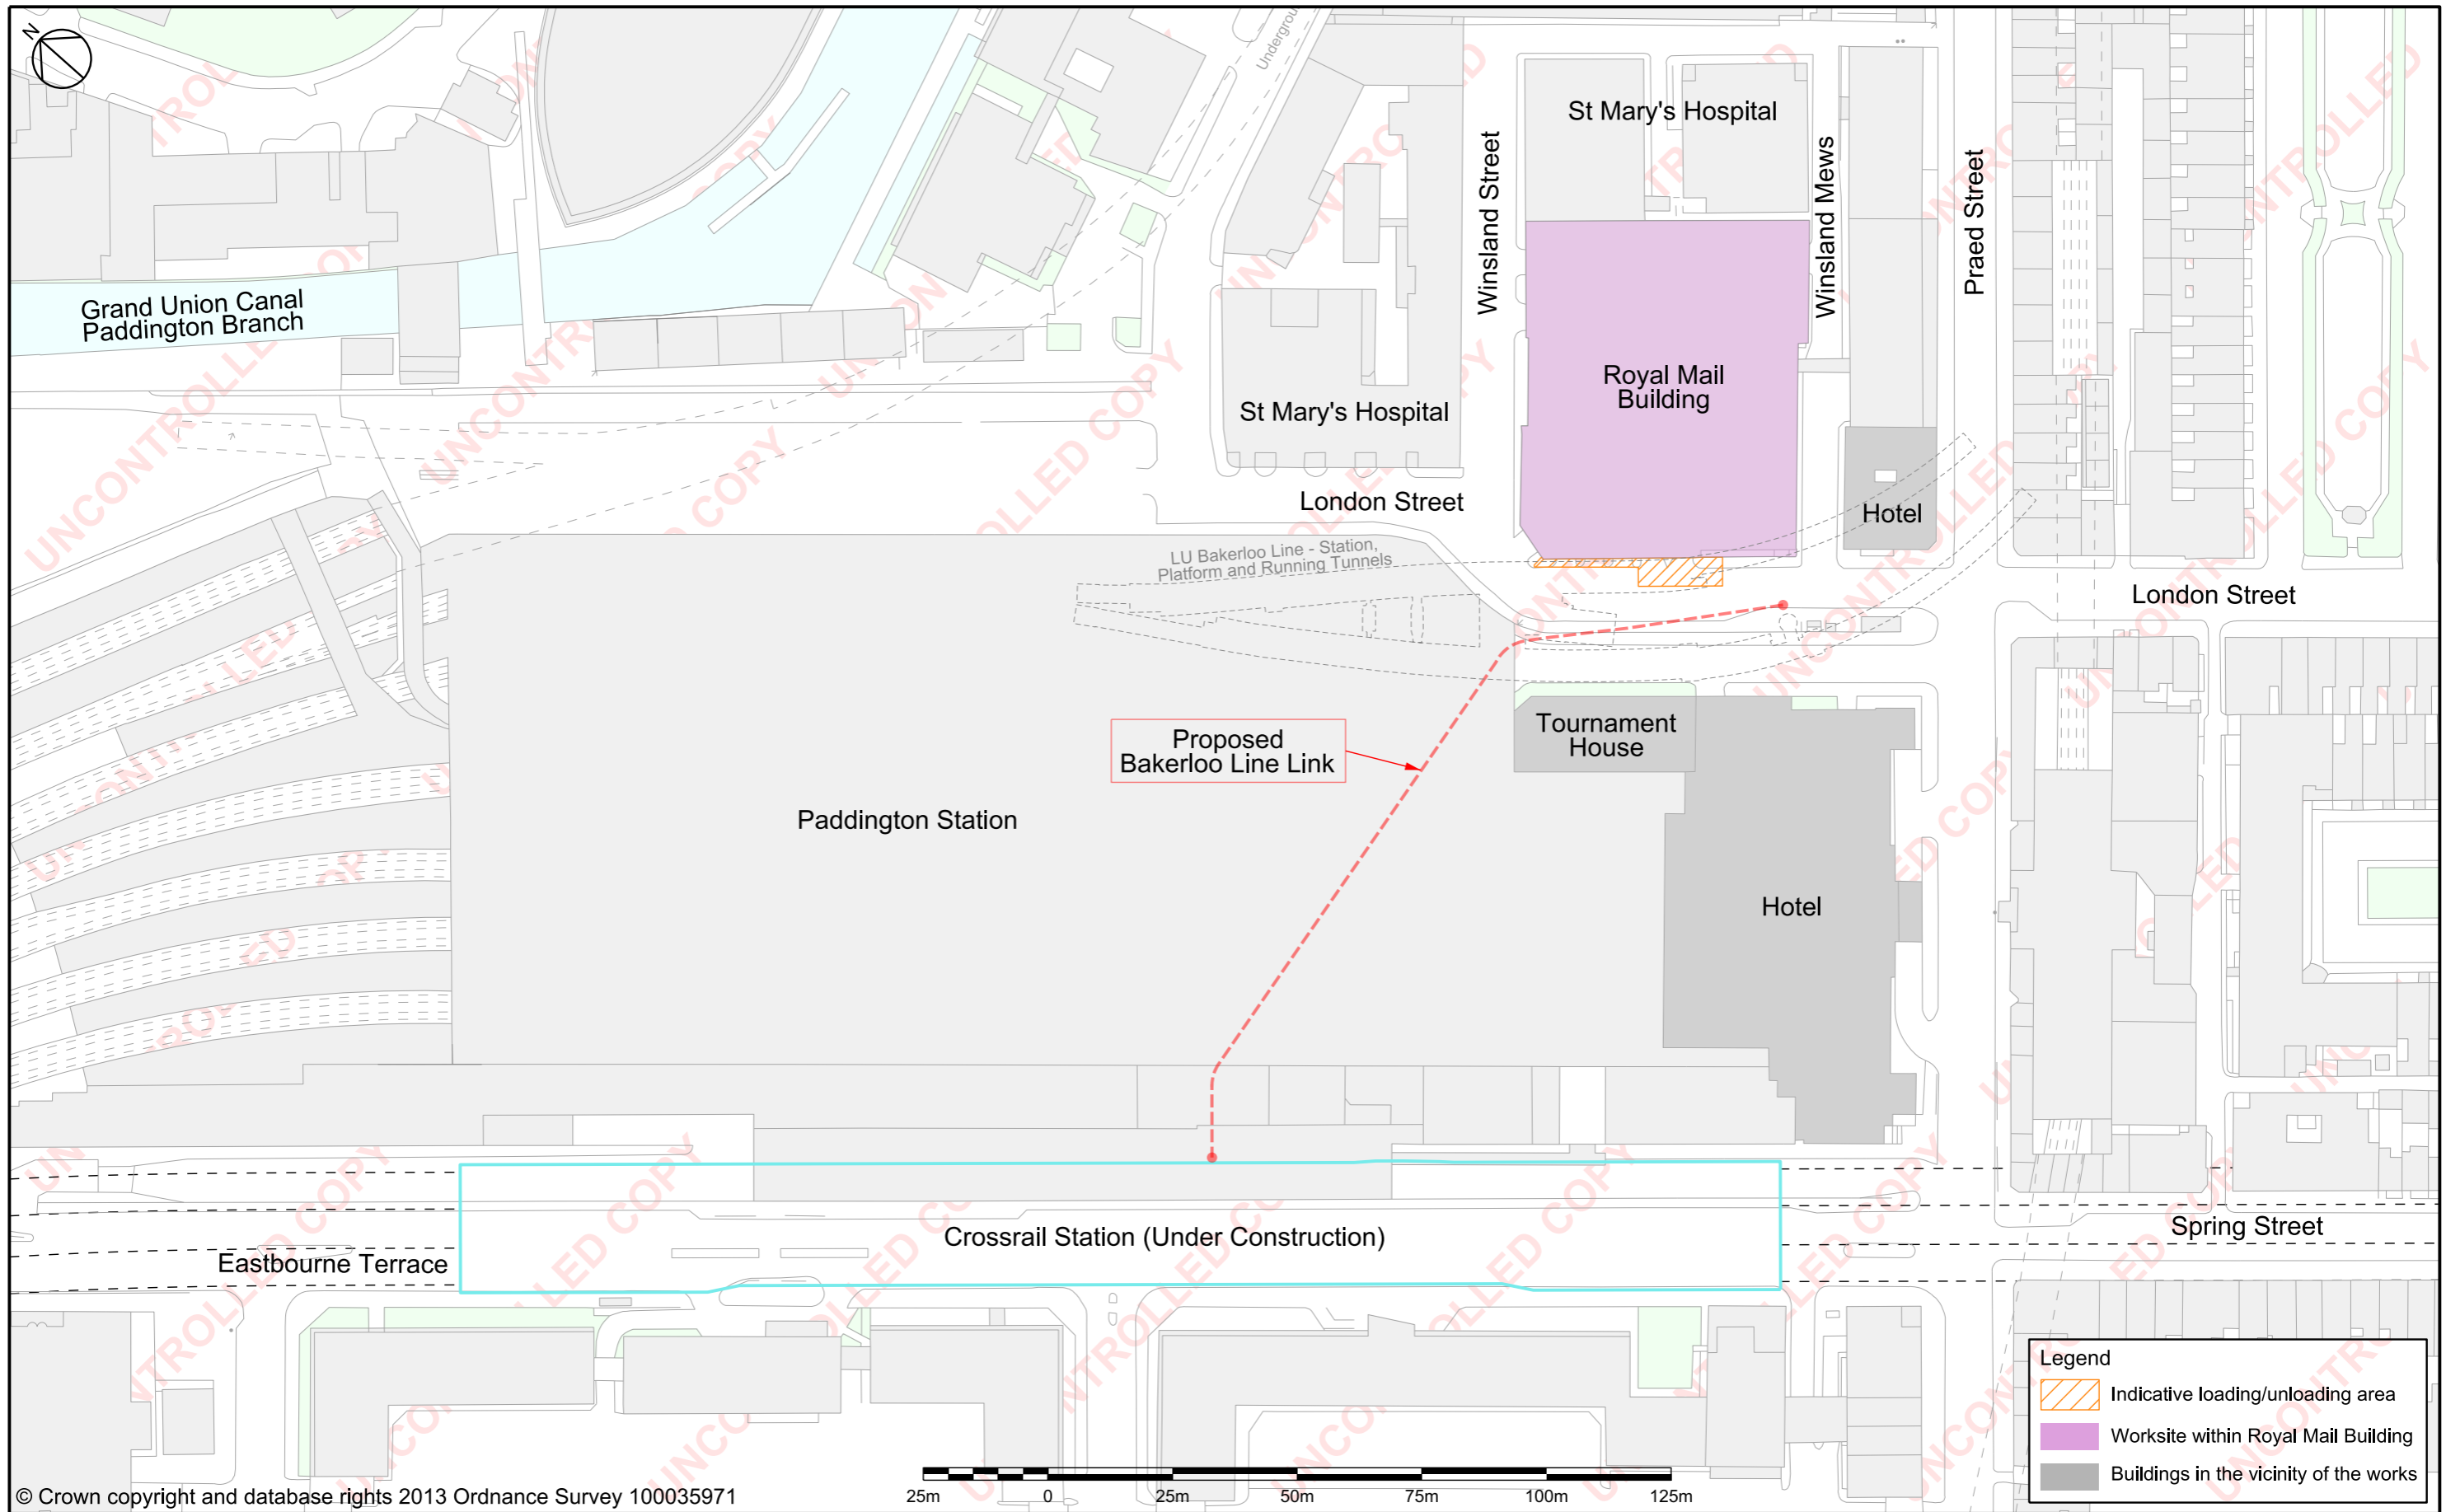 N
Undergrou
St Mary's Hospital
Winsland Street
Winsland Mews
Praed Street
Grand Union Canal
Paddington Branch
Royal Mail
Building
St Mary's Hospital
London Street
Hotel
LU Bakerloo Line - Station,
Platform and Running Tunnels
London Street
Proposed
Bakerloo Line Link
Tournament
House
Paddington Station
Hotel
Crossrail Station (Under Construction)
Spring Street
Eastbourne Terrace
Legend
Indicative loading/unloading area
Worksite within Royal Mail Building
Buildings in the vicinity of the works
25m 0 25m 50m 75m 100m 125m
© Crown copyright and database rights 2013 Ordnance Survey 100035971
UNCONTROLLED COPY